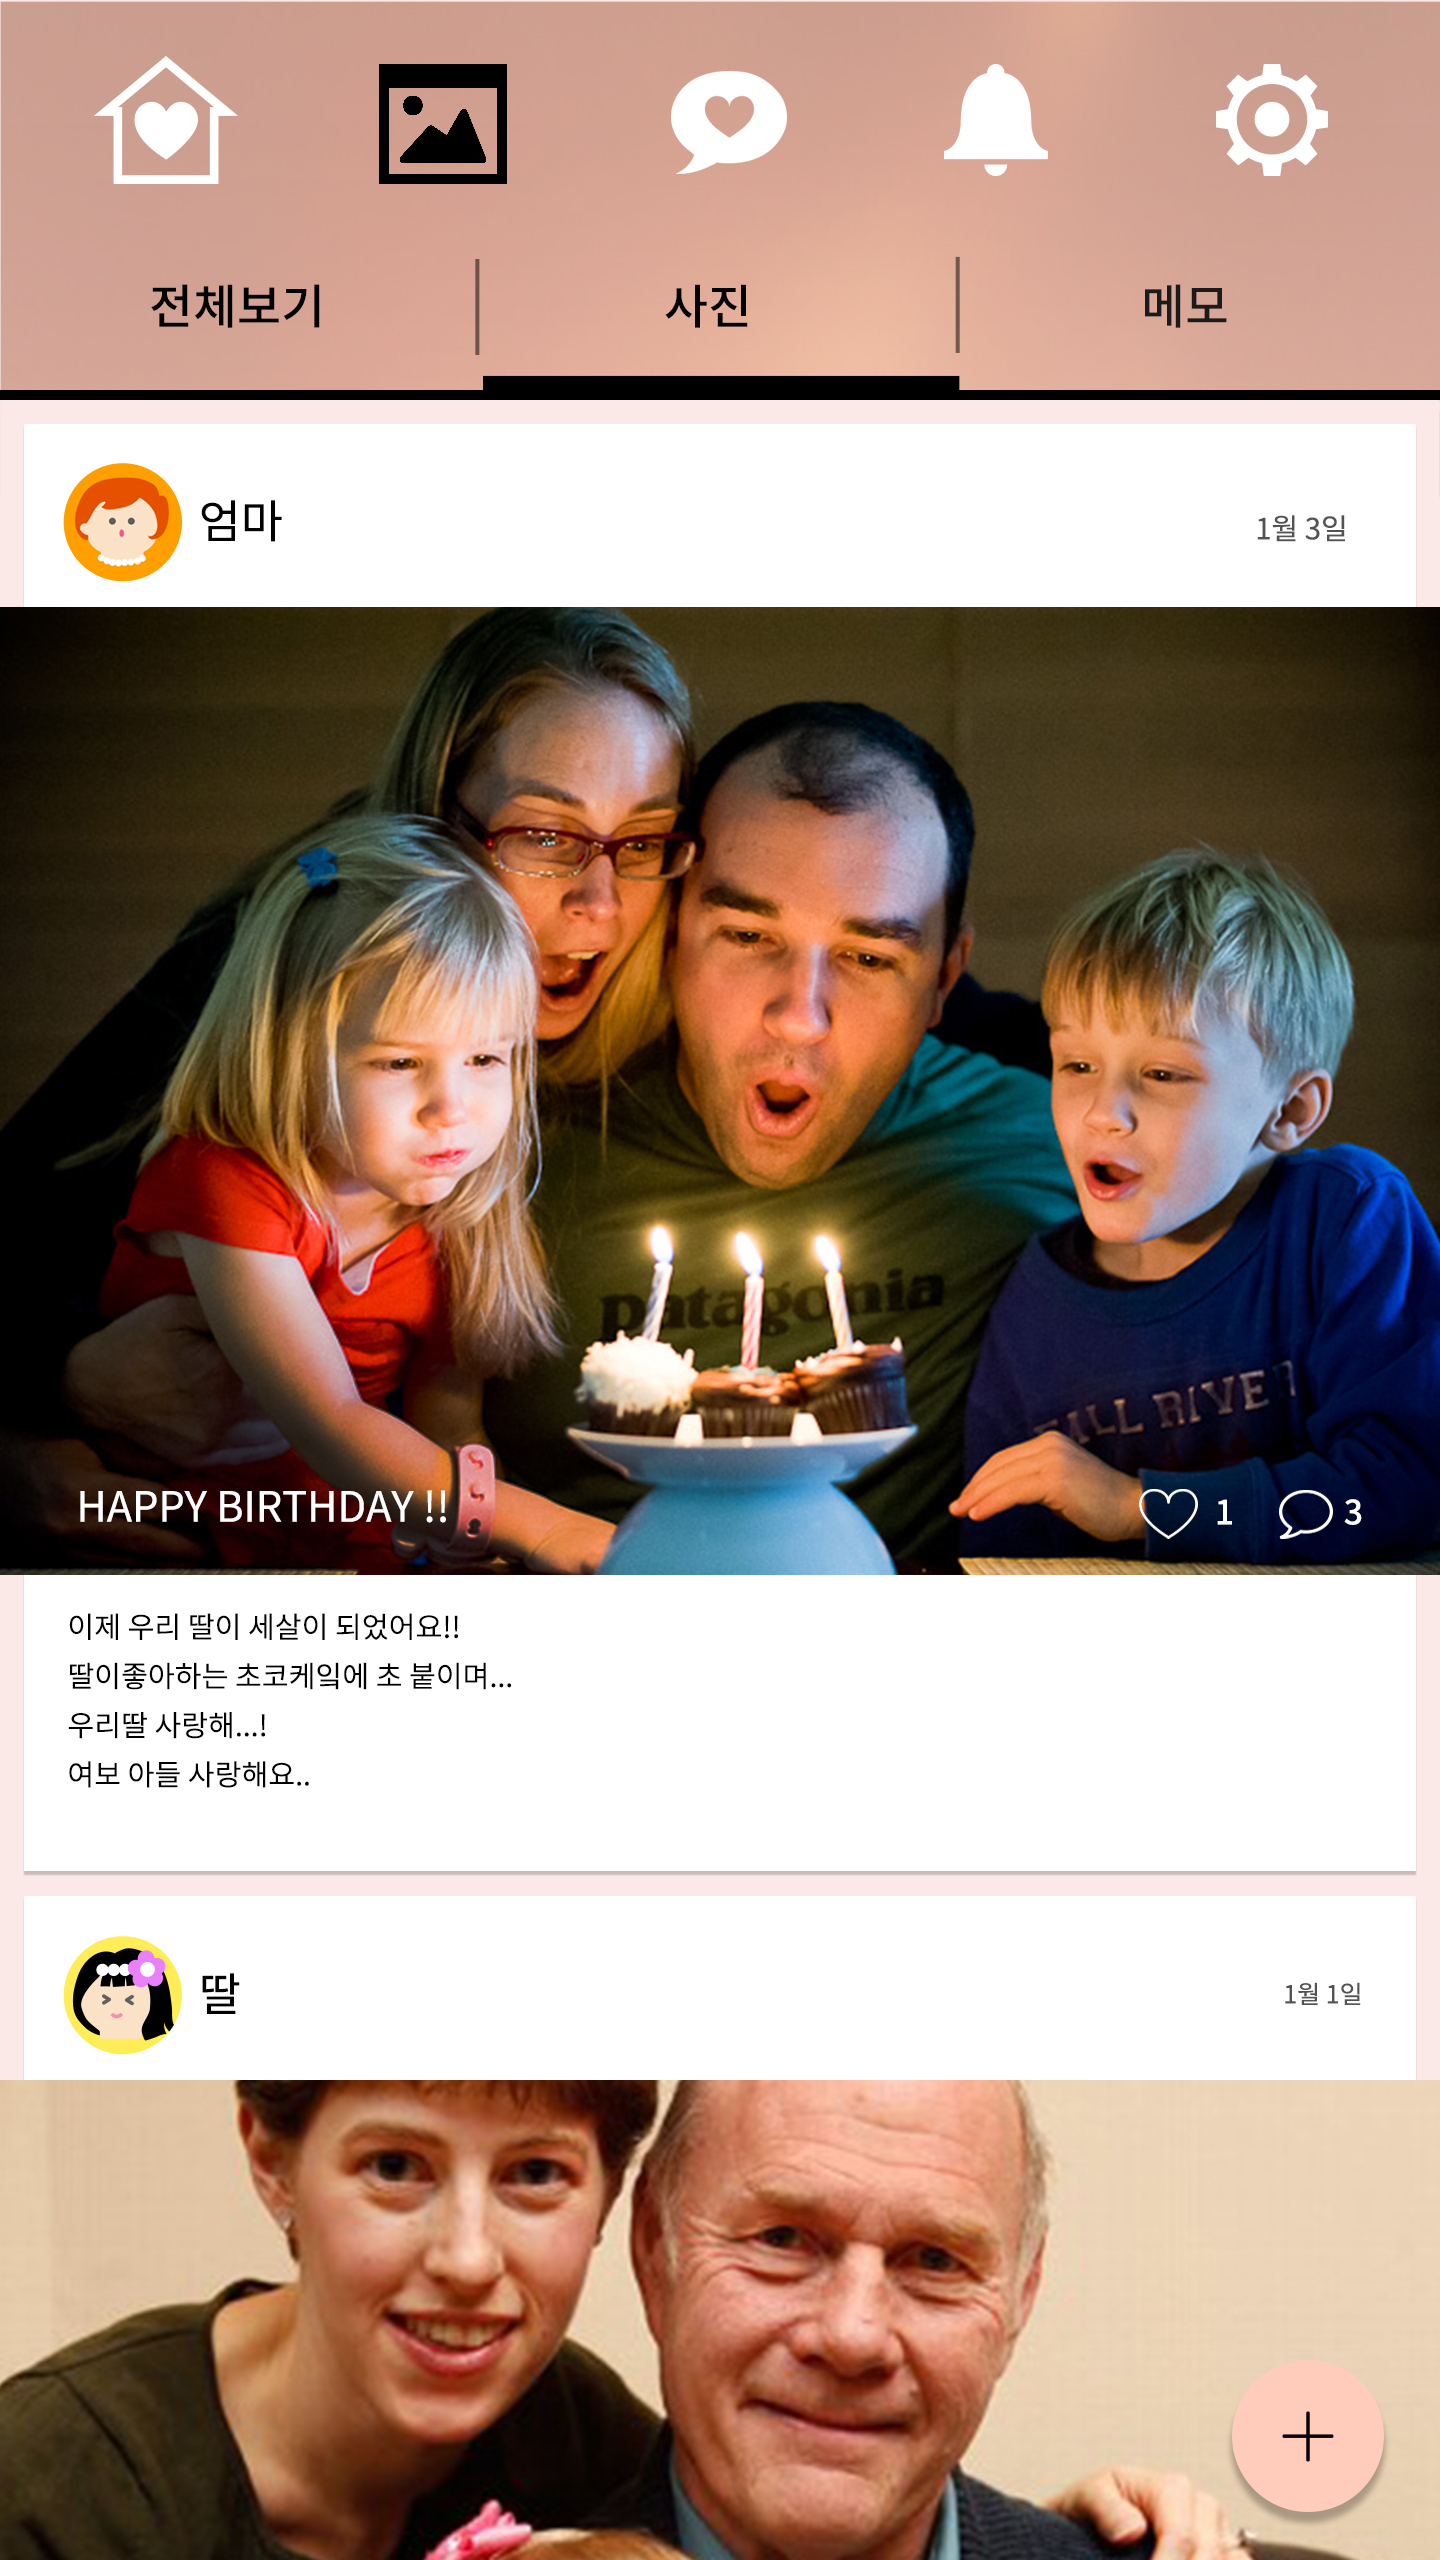 전체보기
사진
메모
엄마
1월 3일
patagonia
FALL RIVER
HAPPY BIRTHDAY !!
1
3
이제 우리 딸이 세살이 되었어요!!
딸이좋아하는 초코케잌에 초 붙이며...
우리딸 사랑해...!
여보 아들 사랑해요..
딸
1월 1일